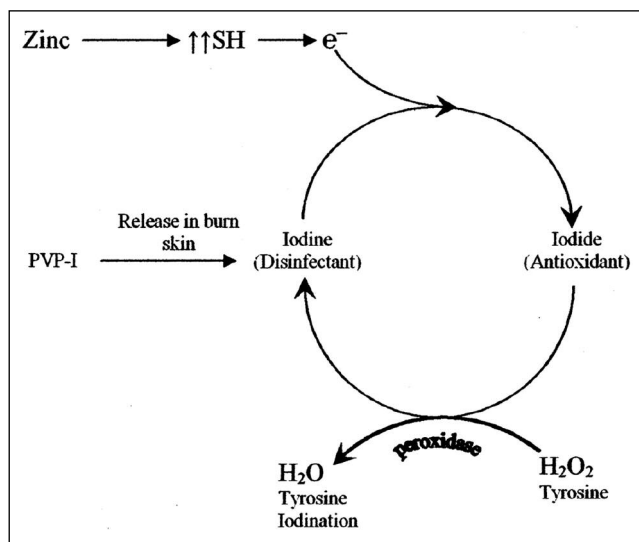 Zinc ↑↑SH e⁻
Release in burn
skin
PVP-I
Iodine
(Disinfectant)
Iodide
(Antioxidant)
peroxidase
H₂O
Tyrosine
Iodination
H₂O₂
Tyrosine